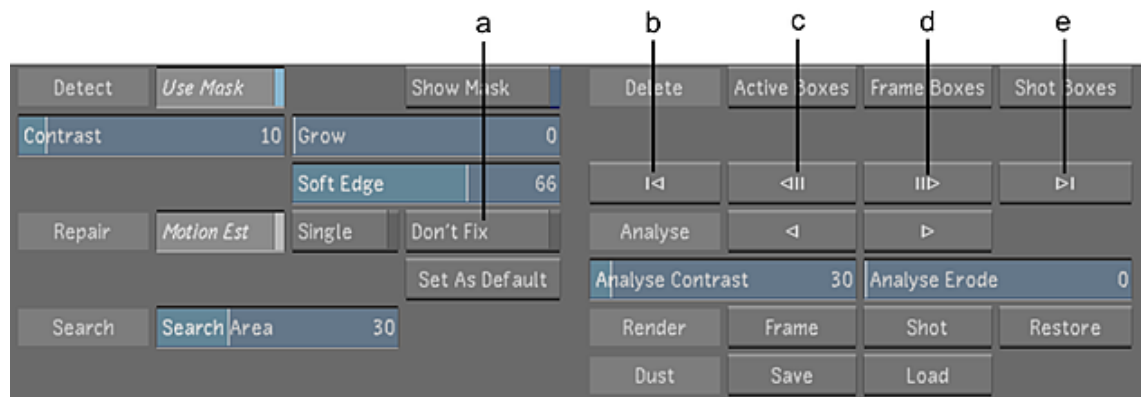 a b c d e
Detect Use Mask Show Mask Delete Active Boxes Frame Boxes Shot Boxes
Contrast 10 Grow 0
Soft Edge 66
Repair Motion Est Single Don't Fix Analyse
Set As Default Analyse Contrast 30 Analyse Erode 0
Search Search Area 30 Render Frame Shot Restore
Dust Save Load